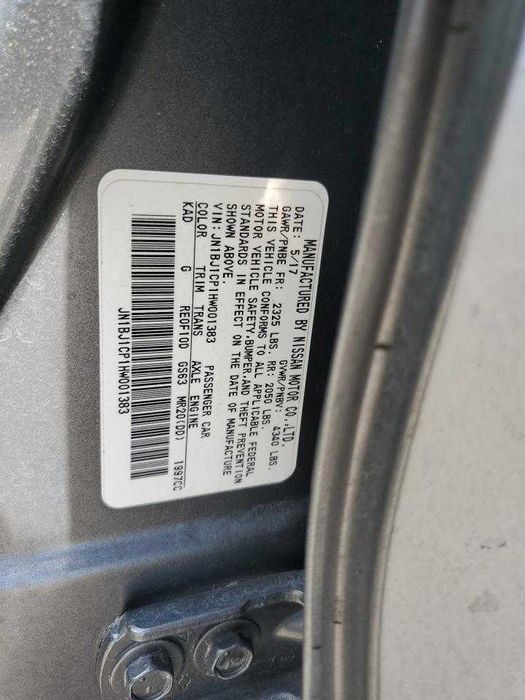 MANUFACTURED BY NISSAN MOTOR CO.,LTD.
DATE: 5/17 GVWR/PNBV: 4340 LBS.
GAWR/PNBE FR: 2325 LBS. RR: 2050 LBS.
THIS VEHICLE CONFORMS TO ALL APPLICABLE FEDERAL
MOTOR VEHICLE SAFETY,BUMPER,AND THEFT PREVENTION
STANDARDS IN EFFECT ON THE DATE OF MANUFACTURE
SHOWN ABOVE.
VIN:JN1BJ1CP1HW001383 PASSENGER CAR
COLOR TRIM TRANS AXLE ENGINE
KAD G RE0F10D GS63 MR20(DD) 1997CC
JN1BJ1CP1HW001383